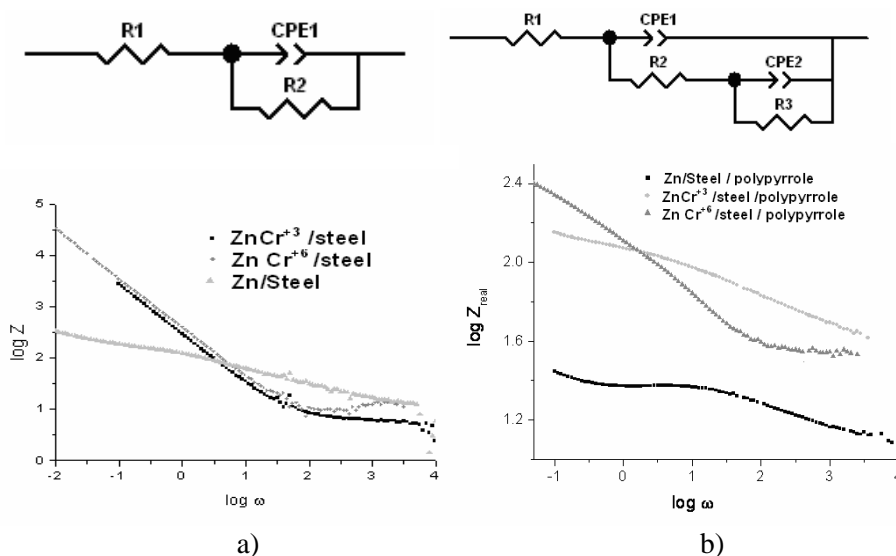 R1
CPE1
R2
R1
CPE1
R2
CPE2
R3
5
4
3
2
1
0
log Z
ZnCr+3 /steel
Zn Cr+6 /steel
Zn/Steel
-2
-1
0
1
2
3
4
log ω
a)
2.4
2.0
1.6
1.2
log Zreal
Zn/Steel / polypyrrole
ZnCr+3 /steel /polypyrrole
Zn Cr+6 /steel / polypyrrole
-1
0
1
2
3
4
log ω
b)